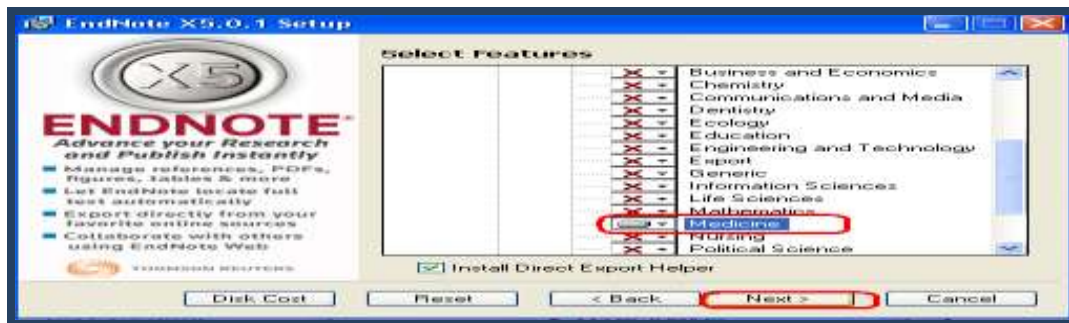 EndNote X5.0.1 Setup
X5
ENDNOTE
Advance your Research
and Publish Instantly
Manage references, PDFs,
figures, tables & more
Let EndNote locate full
text automatically
Export directly from your
favorite online sources
Collaborate with others
using EndNote Web
THOMSON REUTERS
Select Features
Business and Economics
Chemistry
Communications and Media
Dentistry
Ecology
Education
Engineering and Technology
Export
Generic
Information Sciences
Life Sciences
Mathematics
Medicine
Nursing
Political Science
Install Direct Export Helper
Disk Cost
Reset
< Back
Next >
Cancel